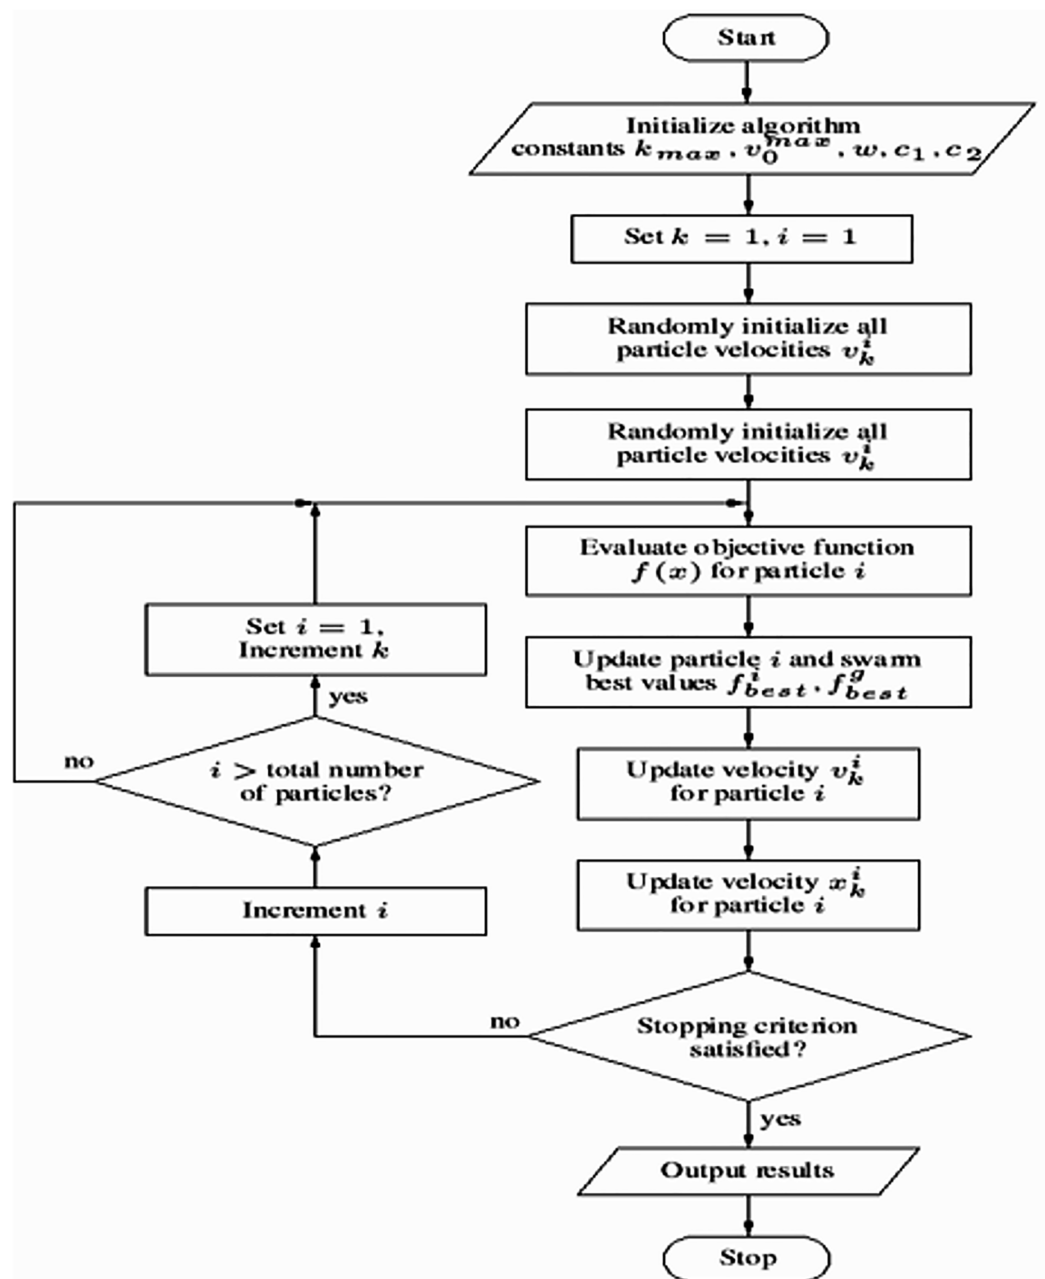 Start
Initialize algorithm
constants k_max, v_0^max, w, c_1, c_2
Set k = 1, i = 1
Randomly initialize all
particle velocities v_k^i
Randomly initialize all
particle velocities v_k^i
Evaluate objective function
f(x) for particle i
Update particle i and swarm
best values f_best^i, f_best^g
Update velocity v_k^i
for particle i
Update velocity x_k^i
for particle i
Stopping criterion
satisfied?
no
Increment i
i > total number
of particles?
no
yes
Set i = 1,
Increment k
yes
Output results
Stop